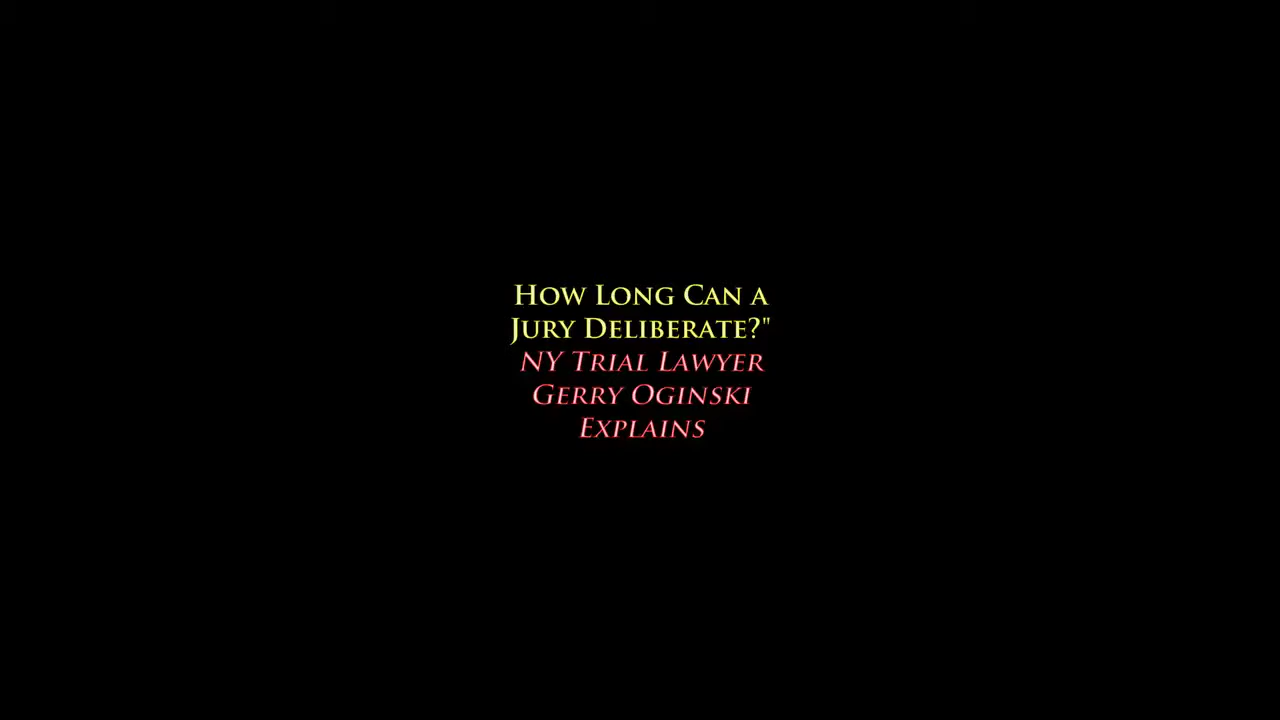 How Long Can a
Jury Deliberate?"
NY Trial Lawyer
Gerry Oginski
Explains